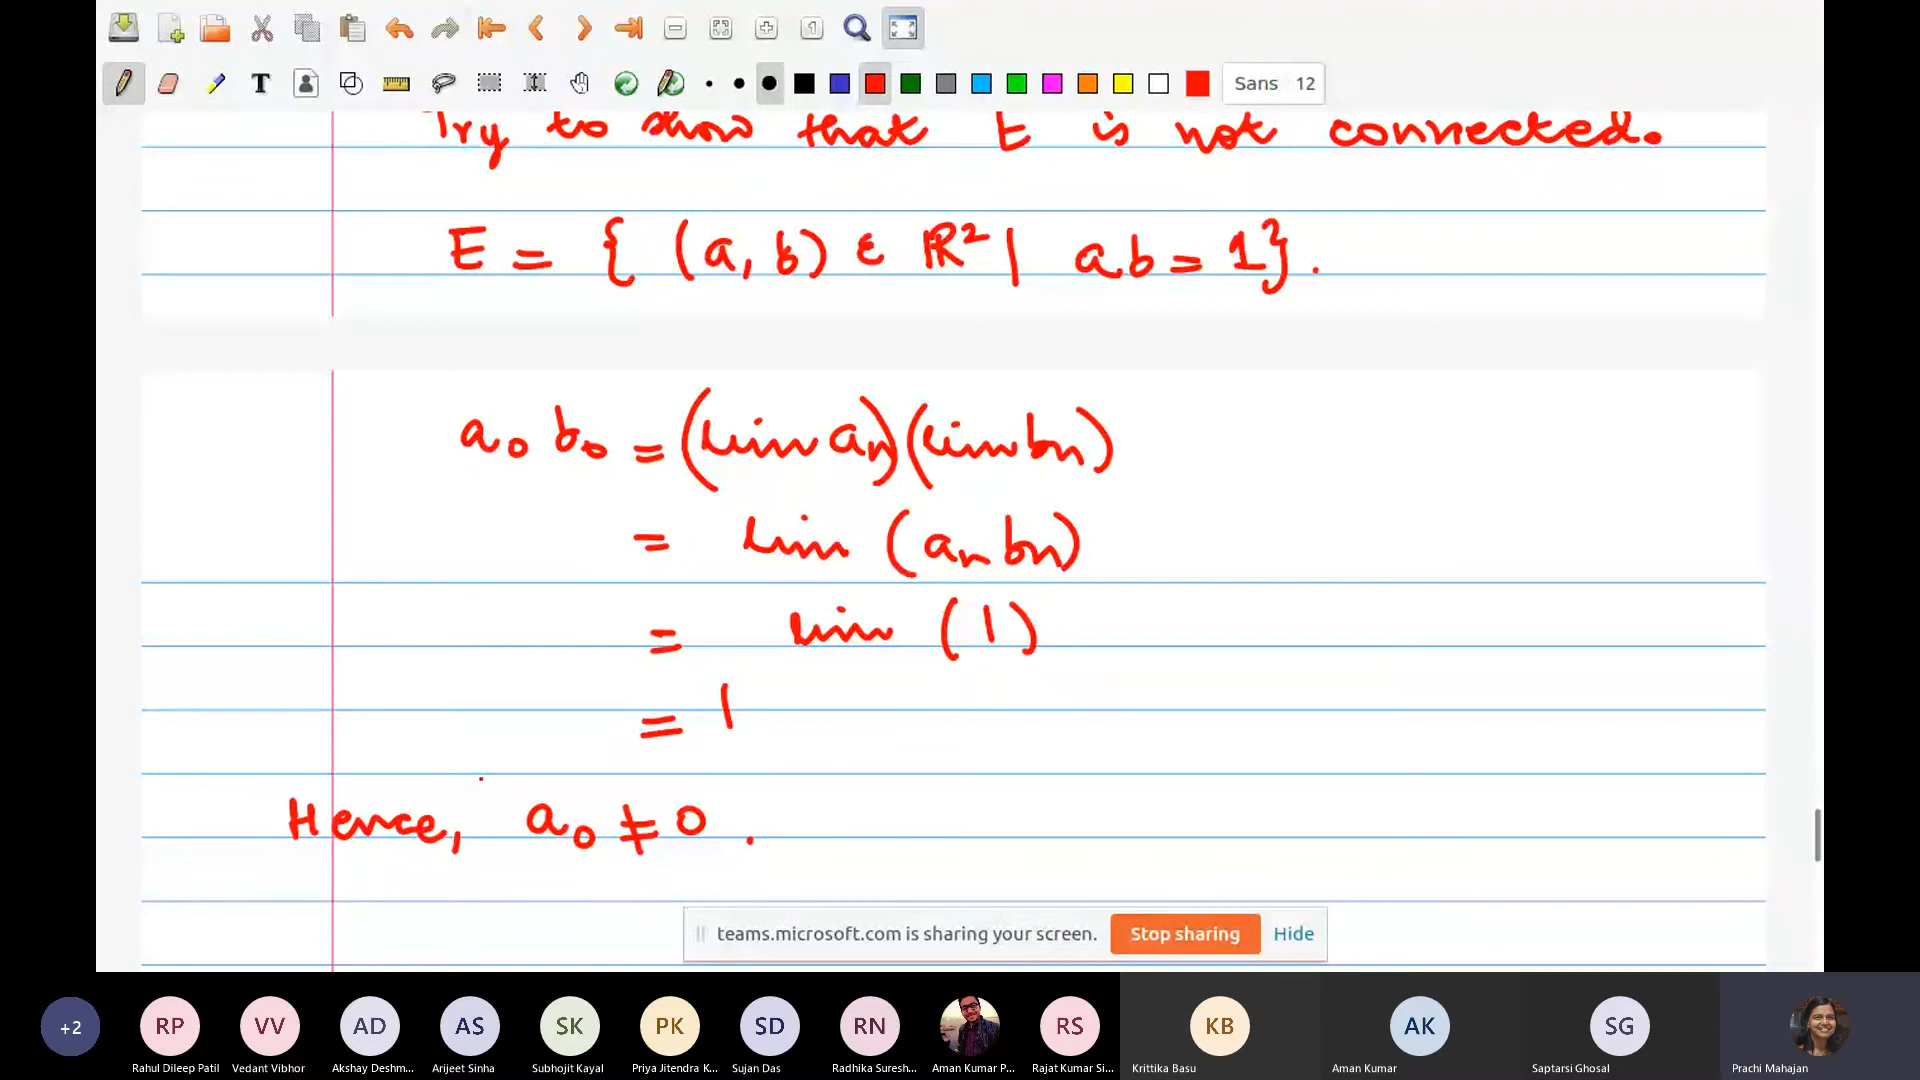 Sans 12
Try to show that E is not connected.
E = { (a, b) ∈ ℝ² | ab = 1}.
a₀ b₀ = (lim aₙ)(lim bₙ)
= lim (aₙ bₙ)
= lim (1)
= 1
Hence, a₀ ≠ 0 .
teams.microsoft.com is sharing your screen. Stop sharing Hide
+2 RP VV AD AS SK PK SD RN RS KB AK SG
Rahul Dileep Patil Vedant Vibhor Akshay Deshm... Arijeet Sinha Subhojit Kayal Priya Jitendra K... Sujan Das Radhika Suresh... Aman Kumar P... Rajat Kumar Si... Krittika Basu Aman Kumar Saptarsi Ghosal Prachi Mahajan